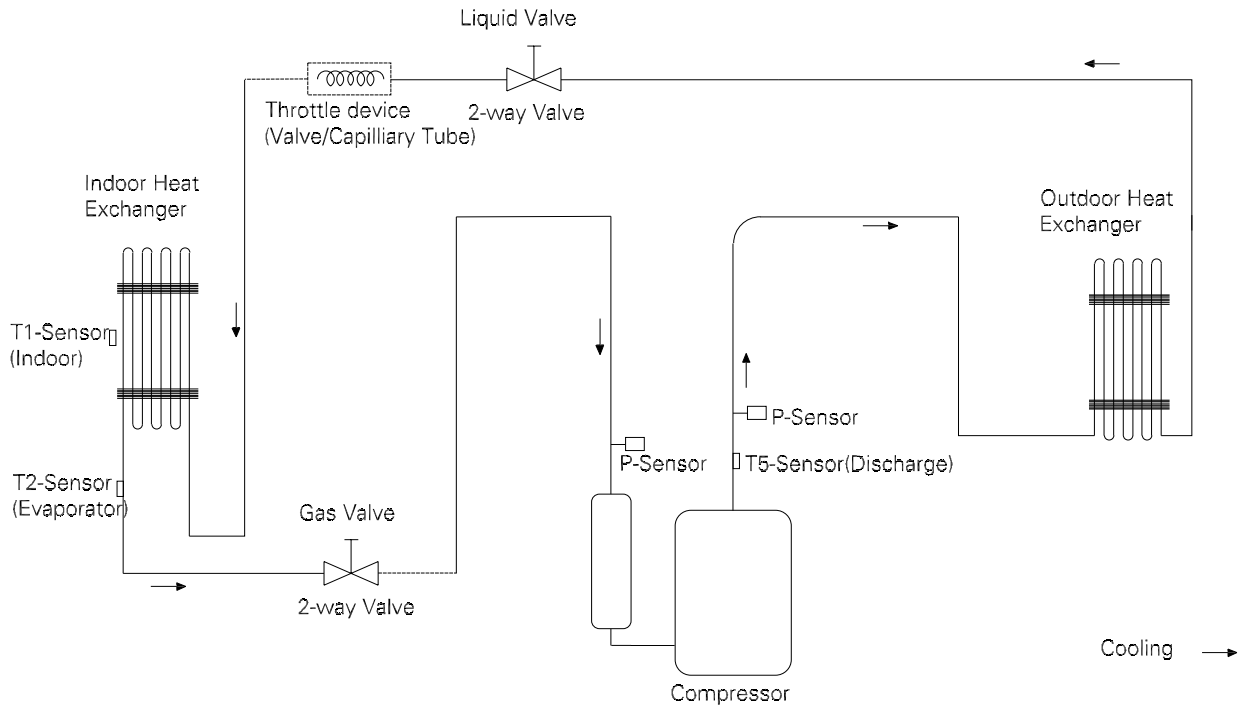 Liquid Valve
2-way Valve
Throttle device
(Valve/Capilliary Tube)
Indoor Heat
Exchanger
Outdoor Heat
Exchanger
T1-Sensor
(Indoor)
P-Sensor
P-Sensor
T5-Sensor(Discharge)
T2-Sensor
(Evaporator)
Gas Valve
2-way Valve
Cooling
Compressor